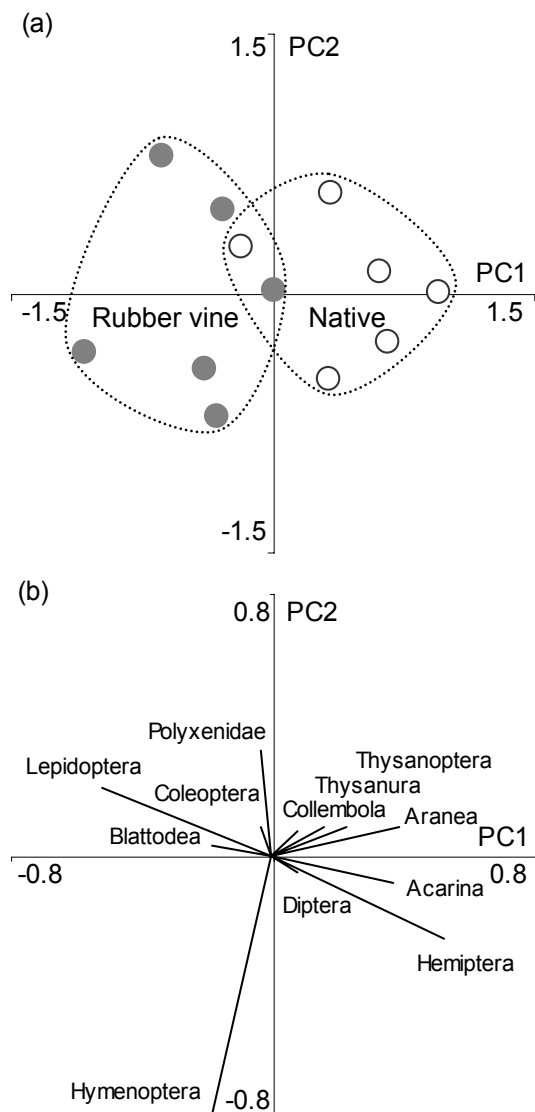 (a)
1.5 PC2
PC1
-1.5 Rubber vine Native 1.5
-1.5
(b)
0.8 PC2
Polyxenidae
Thysanoptera
Lepidoptera
Thysanura
Coleoptera
Collembola
Aranea
Blattodea
PC1
-0.8
0.8
Acarina
Diptera
Hemiptera
Hymenoptera
-0.8